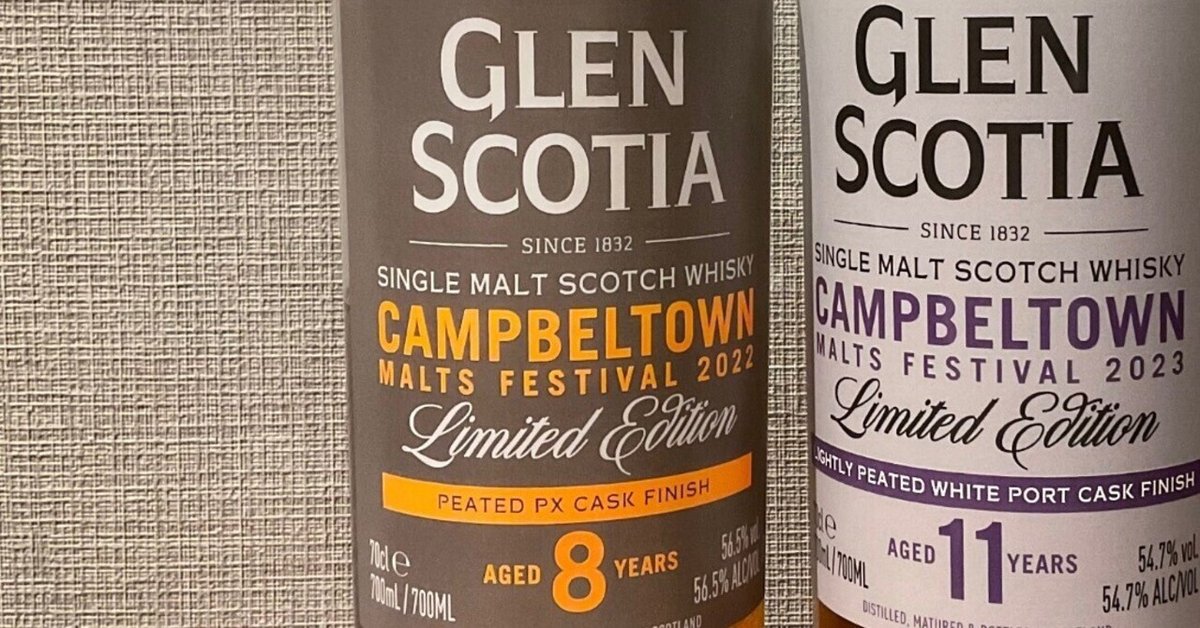 GLEN
SCOTIA
SINCE 1832
SINGLE MALT SCOTCH WHISKY
CAMPBELTOWN
MALTS FESTIVAL 2022
Limited Edition
PEATED PX CASK FINISH
70cl e
700mL / 700ML
AGED 8 YEARS
56.5% vol
56.5% ALC/VOL
SCOTLAND
GLEN
SCOTIA
SINCE 1832
SINGLE MALT SCOTCH WHISKY
CAMPBELTOWN
MALTS FESTIVAL 2023
Limited Edition
LIGHTLY PEATED WHITE PORT CASK FINISH
AGED 11 YEARS
/700ML
54.7% vol.
54.7% ALC/VOL
DISTILLED, MATURED &